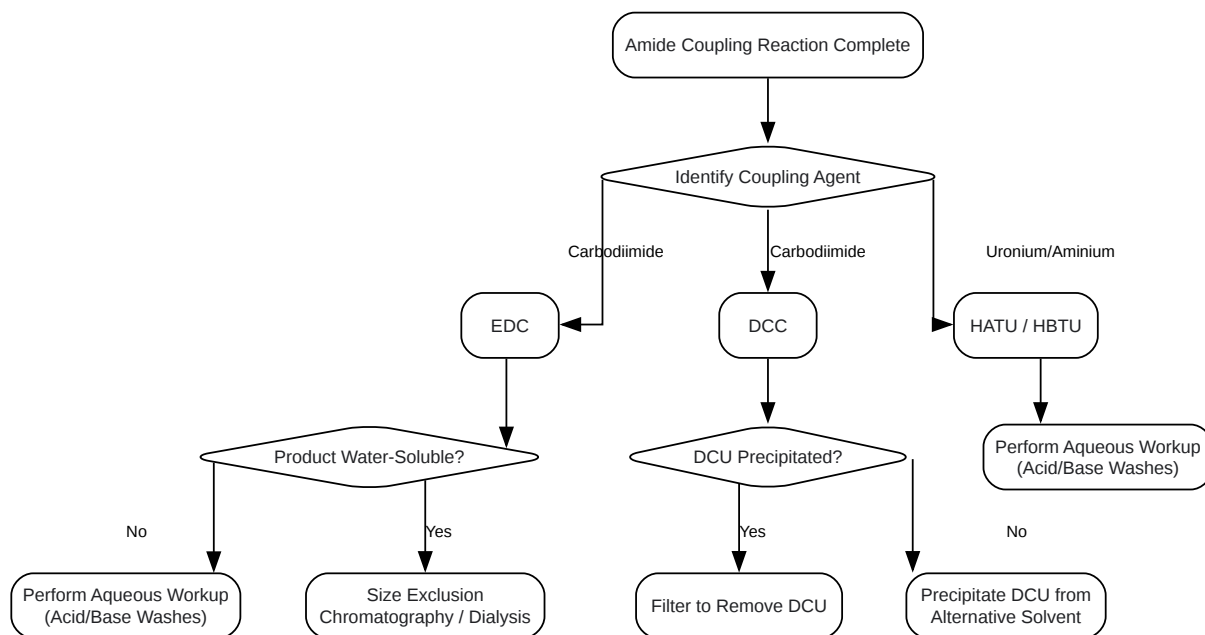 Amide Coupling Reaction Complete
Identify Coupling Agent
Carbodiimide
Carbodiimide
Uronium/Aminium
EDC
DCC
HATU / HBTU
Product Water-Soluble?
DCU Precipitated?
Perform Aqueous Workup
(Acid/Base Washes)
No
Yes
Yes
No
Perform Aqueous Workup
(Acid/Base Washes)
Size Exclusion
Chromatography / Dialysis
Filter to Remove DCU
Precipitate DCU from
Alternative Solvent